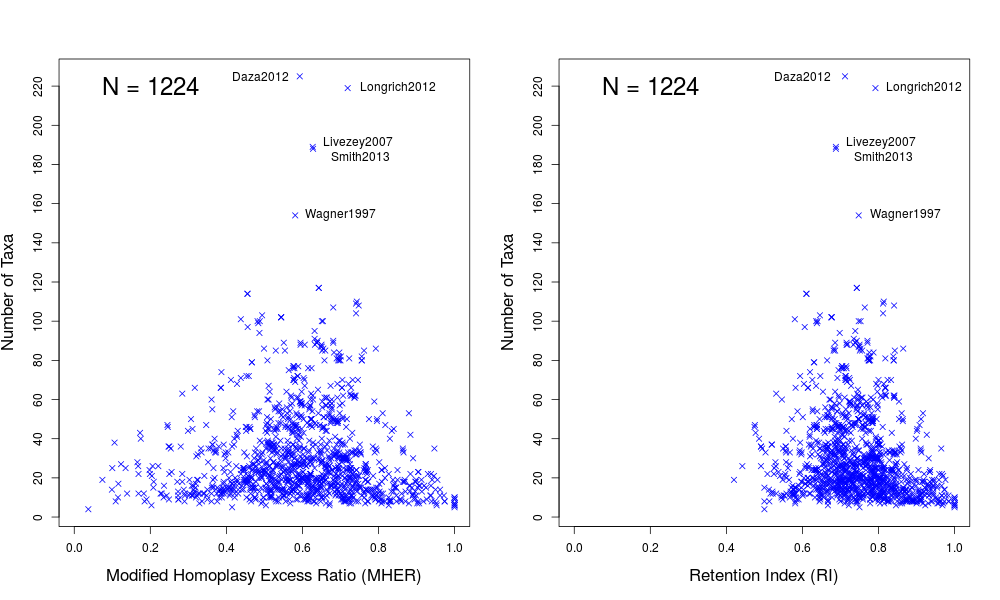 N = 1224
Daza2012
Longrich2012
Livezey2007
Smith2013
Wagner1997
Number of Taxa
220
200
180
160
140
120
100
80
60
40
20
0
0.0 0.2 0.4 0.6 0.8 1.0
Modified Homoplasy Excess Ratio (MHER)
N = 1224
Daza2012
Longrich2012
Livezey2007
Smith2013
Wagner1997
Number of Taxa
220
200
180
160
140
120
100
80
60
40
20
0
0.0 0.2 0.4 0.6 0.8 1.0
Retention Index (RI)